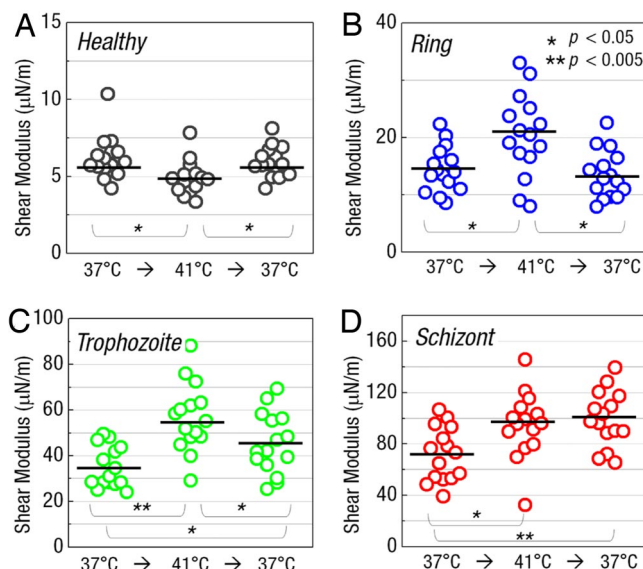 A
Healthy
Shear Modulus (µN/m)
15
10
5
0
*
*
37°C → 41°C → 37°C
B
Ring
* p < 0.05
** p < 0.005
Shear Modulus (µN/m)
40
20
0
*
*
37°C → 41°C → 37°C
C
Trophozoite
Shear Modulus (µN/m)
100
80
60
40
20
0
**
*
*
37°C → 41°C → 37°C
D
Schizont
Shear Modulus (µN/m)
160
120
80
40
0
*
**
37°C → 41°C → 37°C